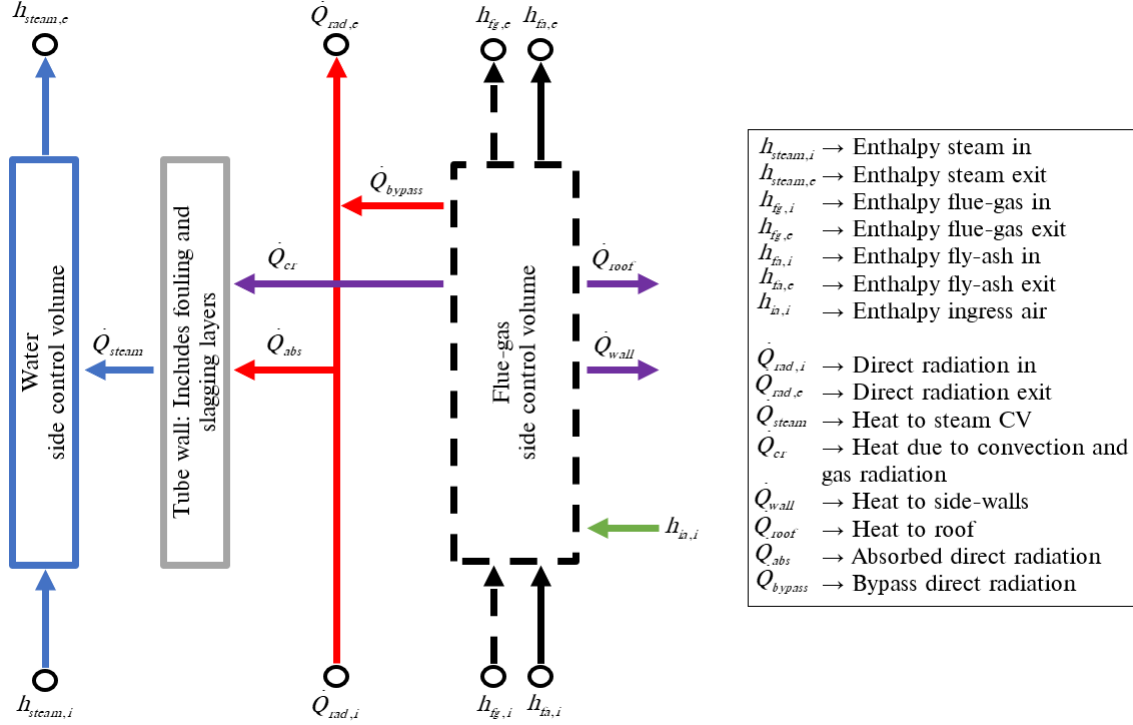 h_steam,e
Q̇_rad,e
h_fg,e
h_fa,e
Q̇_bypass
Q̇_cr
Q̇_roof
Q̇_steam
Q̇_abs
Q̇_wall
Water
side control volume
Tube wall: Includes fouling and
slagging layers
Flue-gas
side control volume
h_ia,i
h_steam,i
Q̇_rad,i
h_fg,i
h_fa,i
h_steam,i → Enthalpy steam in
h_steam,e → Enthalpy steam exit
h_fg,i → Enthalpy flue-gas in
h_fg,e → Enthalpy flue-gas exit
h_fa,i → Enthalpy fly-ash in
h_fa,e → Enthalpy fly-ash exit
h_ia,i → Enthalpy ingress air
Q̇_rad,i → Direct radiation in
Q̇_rad,e → Direct radiation exit
Q̇_steam → Heat to steam CV
Q̇_cr → Heat due to convection and
gas radiation
Q̇_wall → Heat to side-walls
Q̇_roof → Heat to roof
Q̇_abs → Absorbed direct radiation
Q̇_bypass → Bypass direct radiation